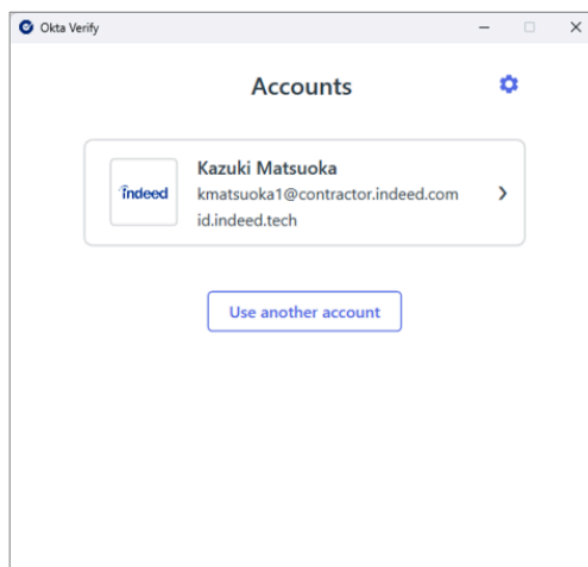 Okta Verify
Accounts
indeed
Kazuki Matsuoka
kmatsuoka1@contractor.indeed.com
id.indeed.tech
Use another account